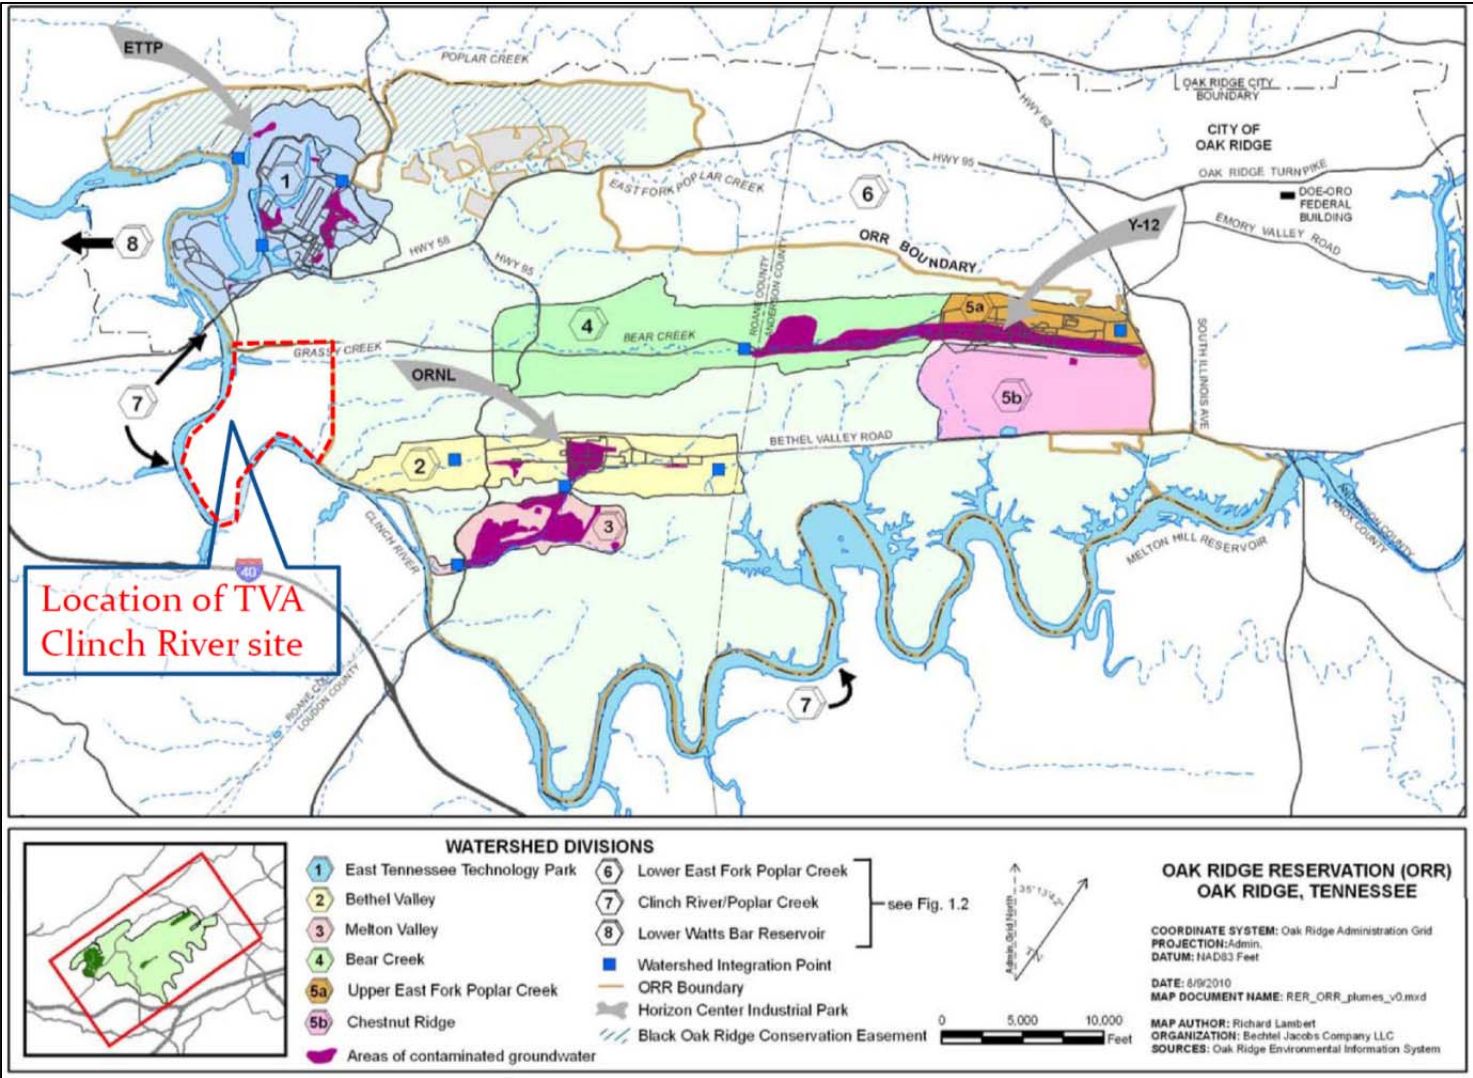 ETTP
POPLAR CREEK
OAK RIDGE CITY
BOUNDARY
HWY 62
CITY OF
OAK RIDGE
HWY 95
OAK RIDGE TURNPIKE
EAST FORK POPLAR CREEK
6
DOE-ORO
FEDERAL
BUILDING
1
Y-12
EMORY VALLEY ROAD
8
HWY 58
HWY 95
ORR BOUNDARY
ROANE COUNTY
ANDERSON COUNTY
5a
4
BEAR CREEK
SOUTH ILLINOIS AVE
GRASSY CREEK
ORNL
7
5b
BETHEL VALLEY ROAD
2
CLINCH RIVER
3
ANDERSON COUNTY
KNOX COUNTY
MELTON HILL RESERVOIR
40
Location of TVA
Clinch River site
ROANE COU
LOUDON COUNTY
7
WATERSHED DIVISIONS
1 East Tennessee Technology Park
2 Bethel Valley
3 Melton Valley
4 Bear Creek
5a Upper East Fork Poplar Creek
5b Chestnut Ridge
Areas of contaminated groundwater
6 Lower East Fork Poplar Creek
7 Clinch River/Poplar Creek
8 Lower Watts Bar Reservoir
see Fig. 1.2
Watershed Integration Point
ORR Boundary
Horizon Center Industrial Park
Black Oak Ridge Conservation Easement
Admin. Grid North
0 5,000 10,000
Feet
OAK RIDGE RESERVATION (ORR)
OAK RIDGE, TENNESSEE
COORDINATE SYSTEM: Oak Ridge Administration Grid
PROJECTION:Admin.
DATUM: NAD83 Feet
DATE: 8/9/2010
MAP DOCUMENT NAME: RER_ORR_plumes_v0.mxd
MAP AUTHOR: Richard Lambert
ORGANIZATION: Bechtel Jacobs Company LLC
SOURCES: Oak Ridge Environmental Information System